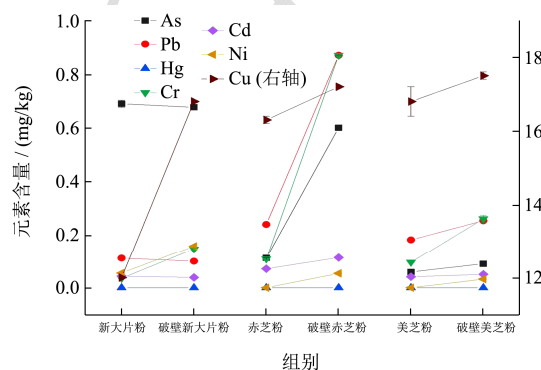 As
Pb
Hg
Cr
Cd
Ni
Cu (右轴)
元素含量 / (mg/kg)
1.0
0.8
0.6
0.4
0.2
0.0
18
16
14
12
新大片粉 破壁新大片粉 赤芝粉 破壁赤芝粉 美芝粉 破壁美芝粉
组别